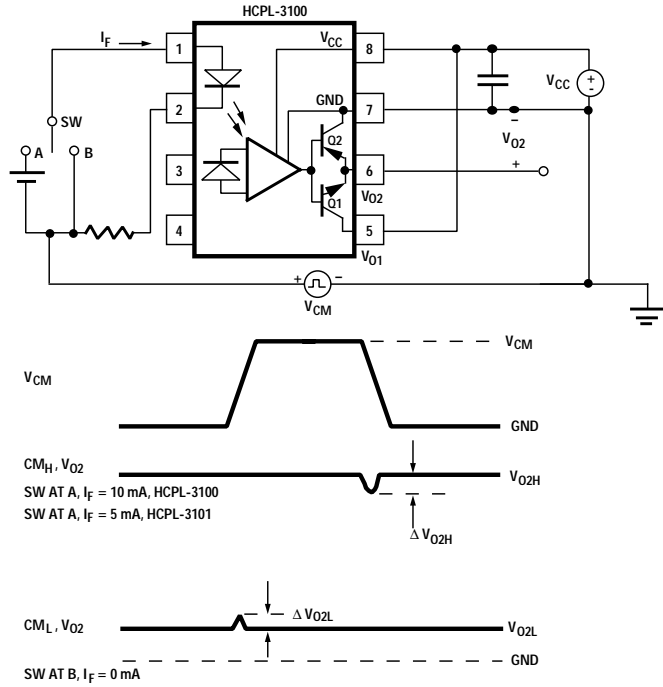 HCPL-3100
I_F
1
V_CC
8
2
GND
7
V_CC
+
-
SW
-
V_O2
A
B
Q2
3
6
+
V_O2
Q1
4
5
V_O1
+
-
V_CM
V_CM
V_CM
GND
CM_H, V_O2
V_O2H
SW AT A, I_F = 10 mA, HCPL-3100
SW AT A, I_F = 5 mA, HCPL-3101
Δ V_O2H
Δ V_O2L
CM_L, V_O2
V_O2L
GND
SW AT B, I_F = 0 mA